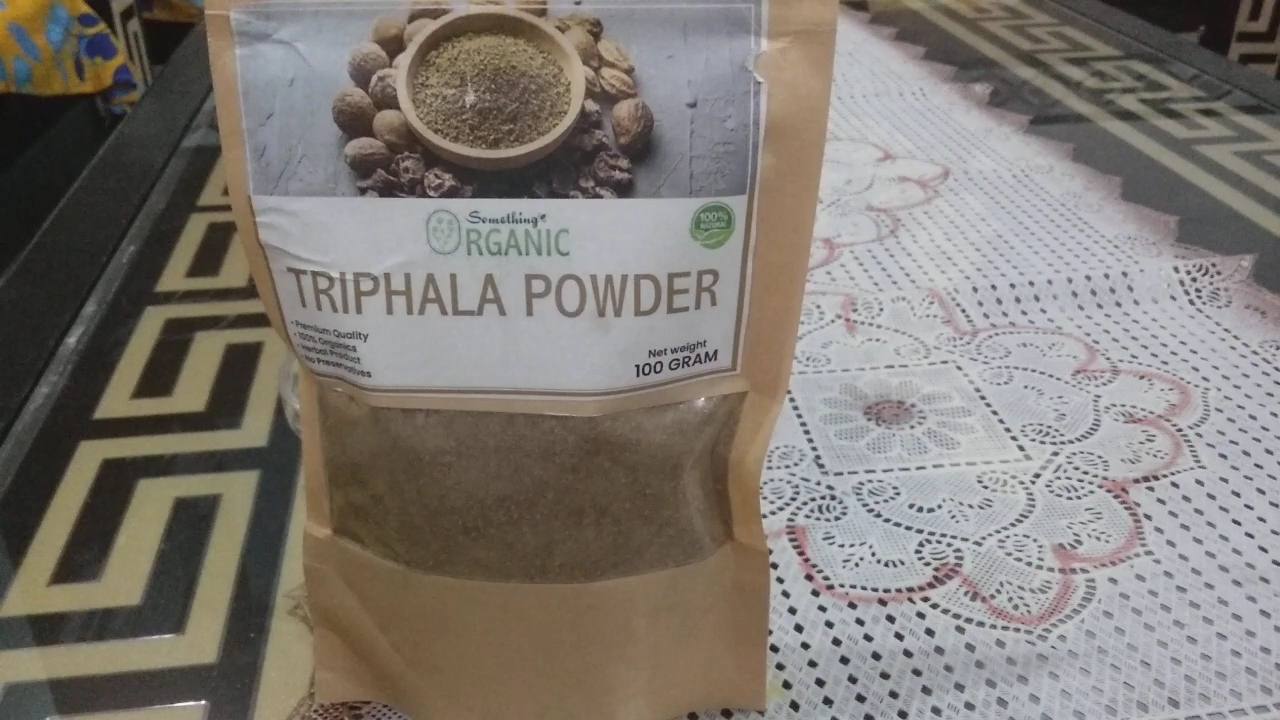 Something's
ORGANIC
100%
NATURAL
TRIPHALA POWDER
• Premium Quality
• 100% Organics
• Herbal Product
• No Preservatives
Net weight
100 GRAM